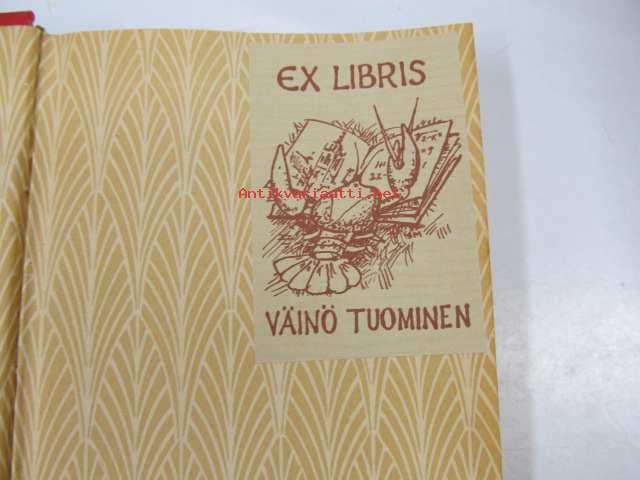 EX LIBRIS
Antikvariaatti.net
VÄINÖ TUOMINEN